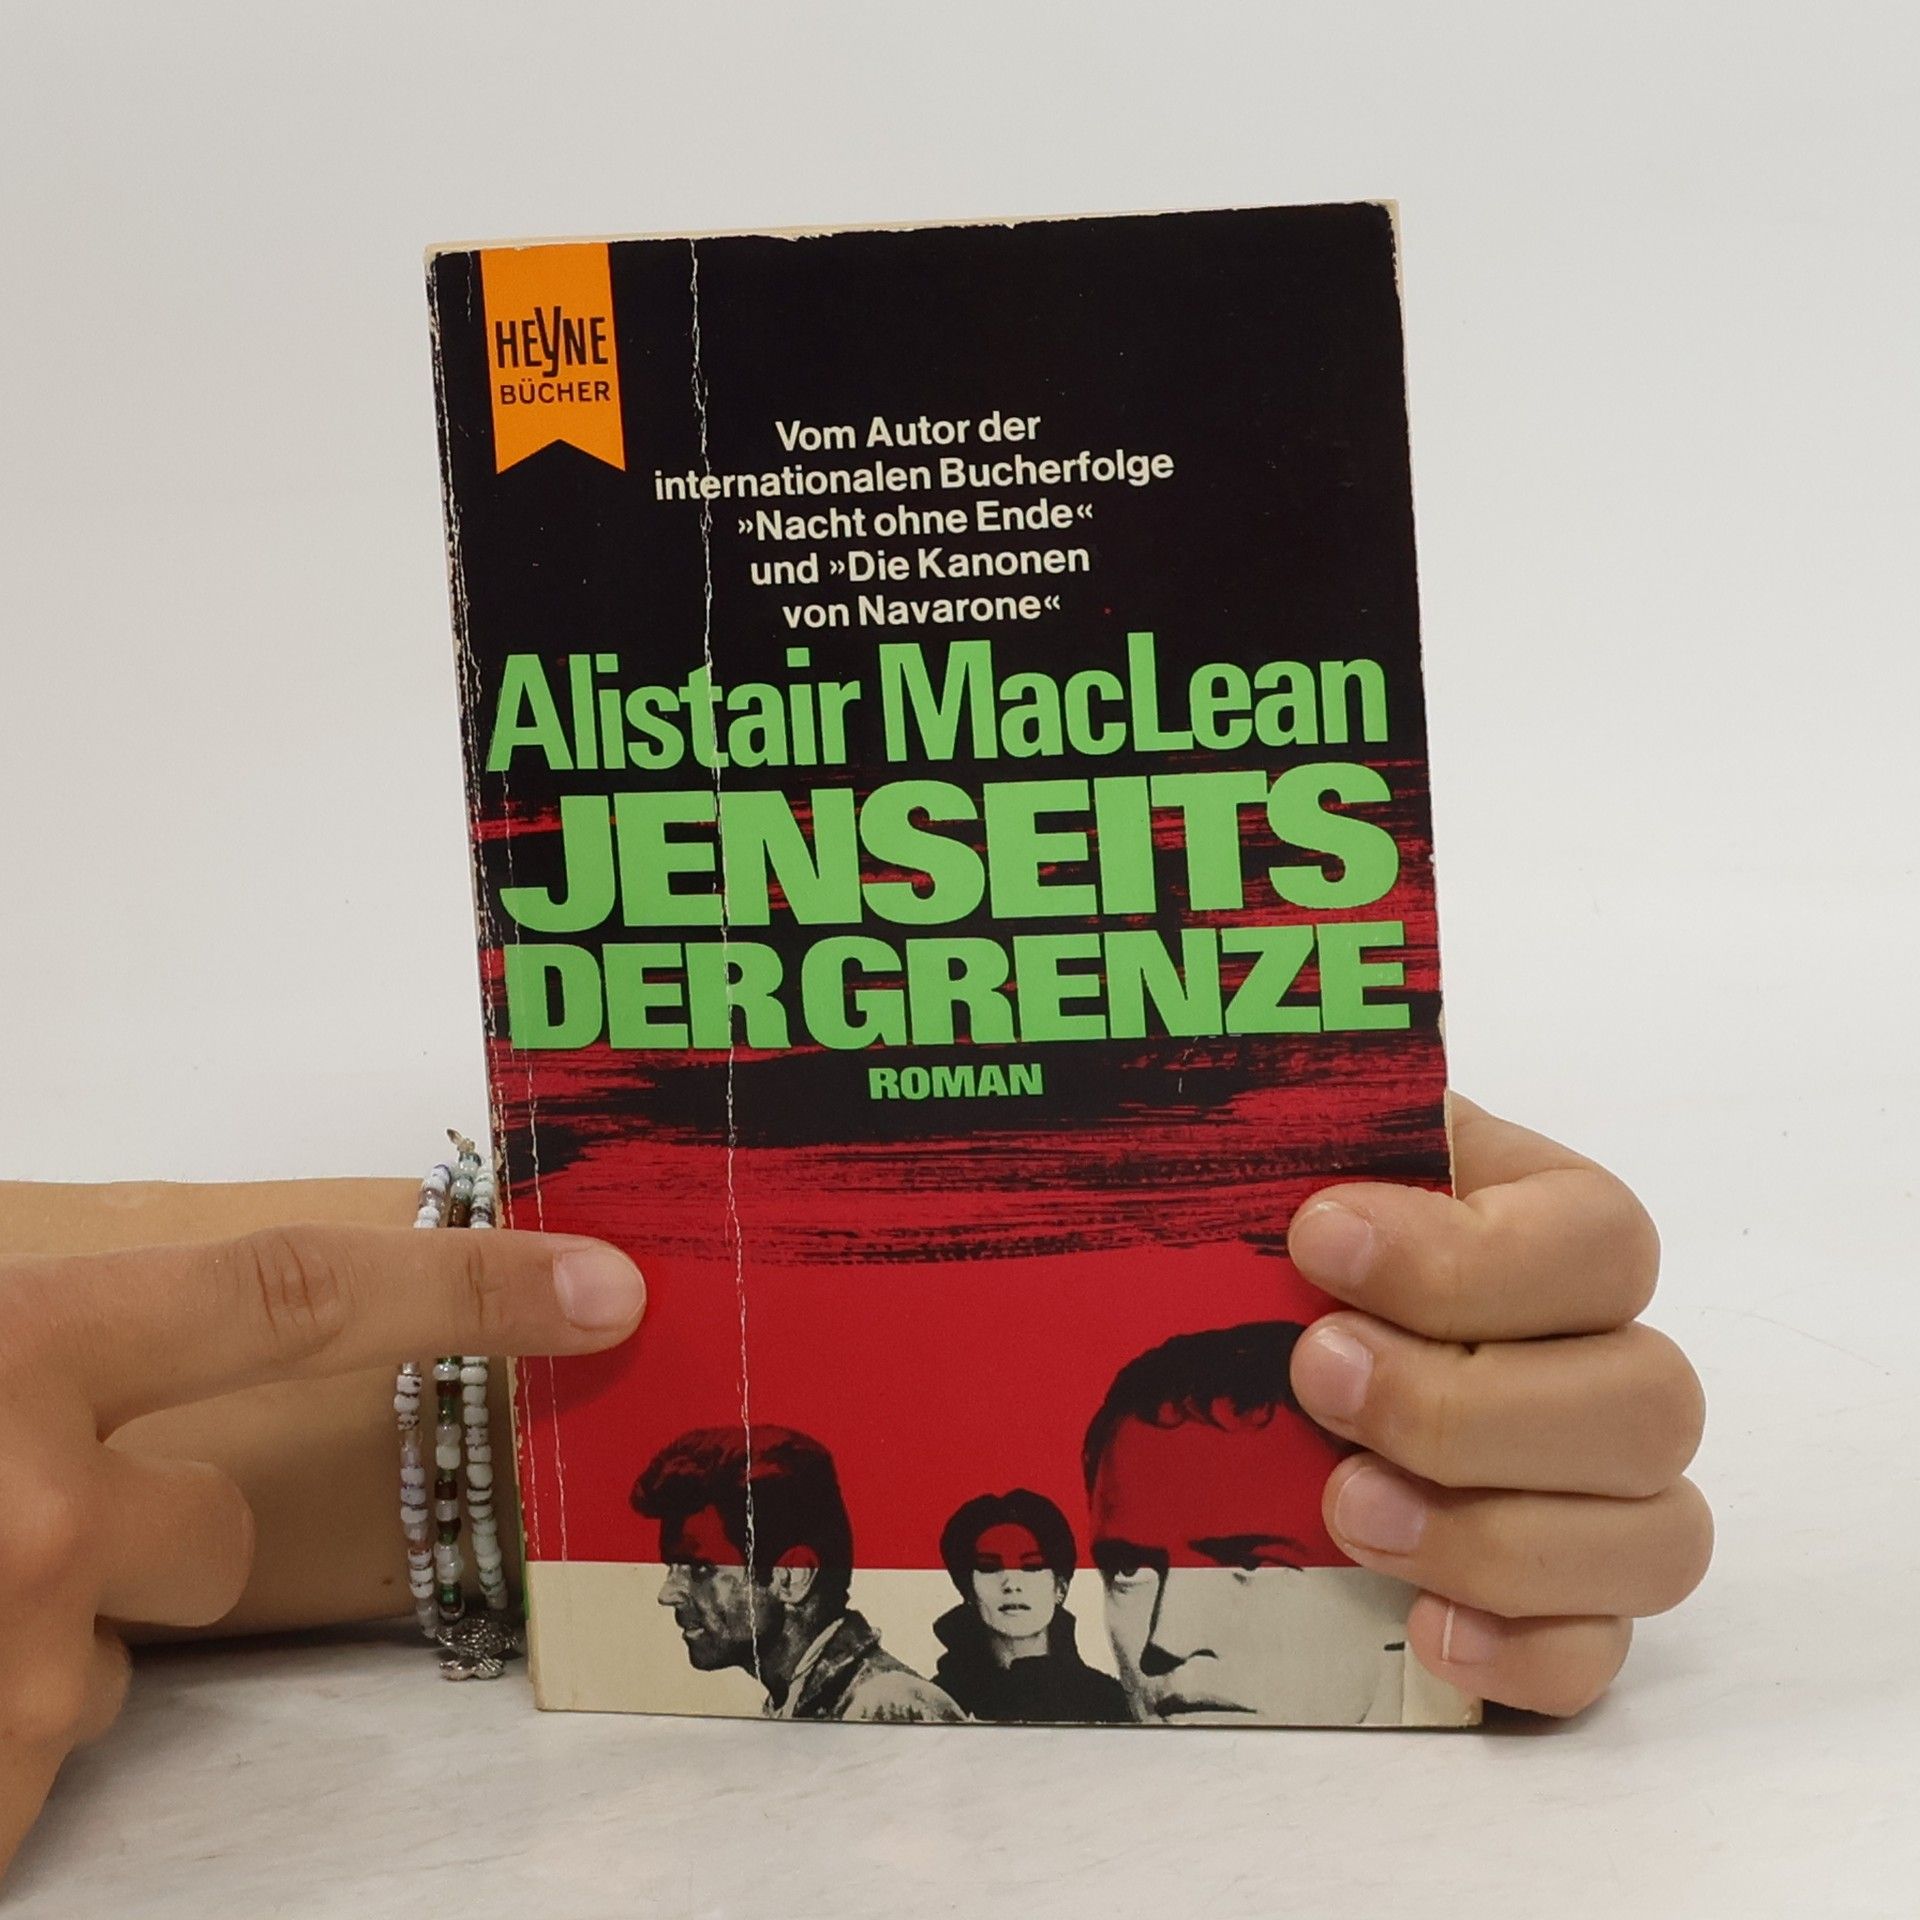 HEYNE
BÜCHER
Vom Autor der
internationalen Bucherfolge
»Nacht ohne Ende«
und »Die Kanonen
von Navarone«
Alistair MacLean
JENSEITS
DER GRENZE
ROMAN